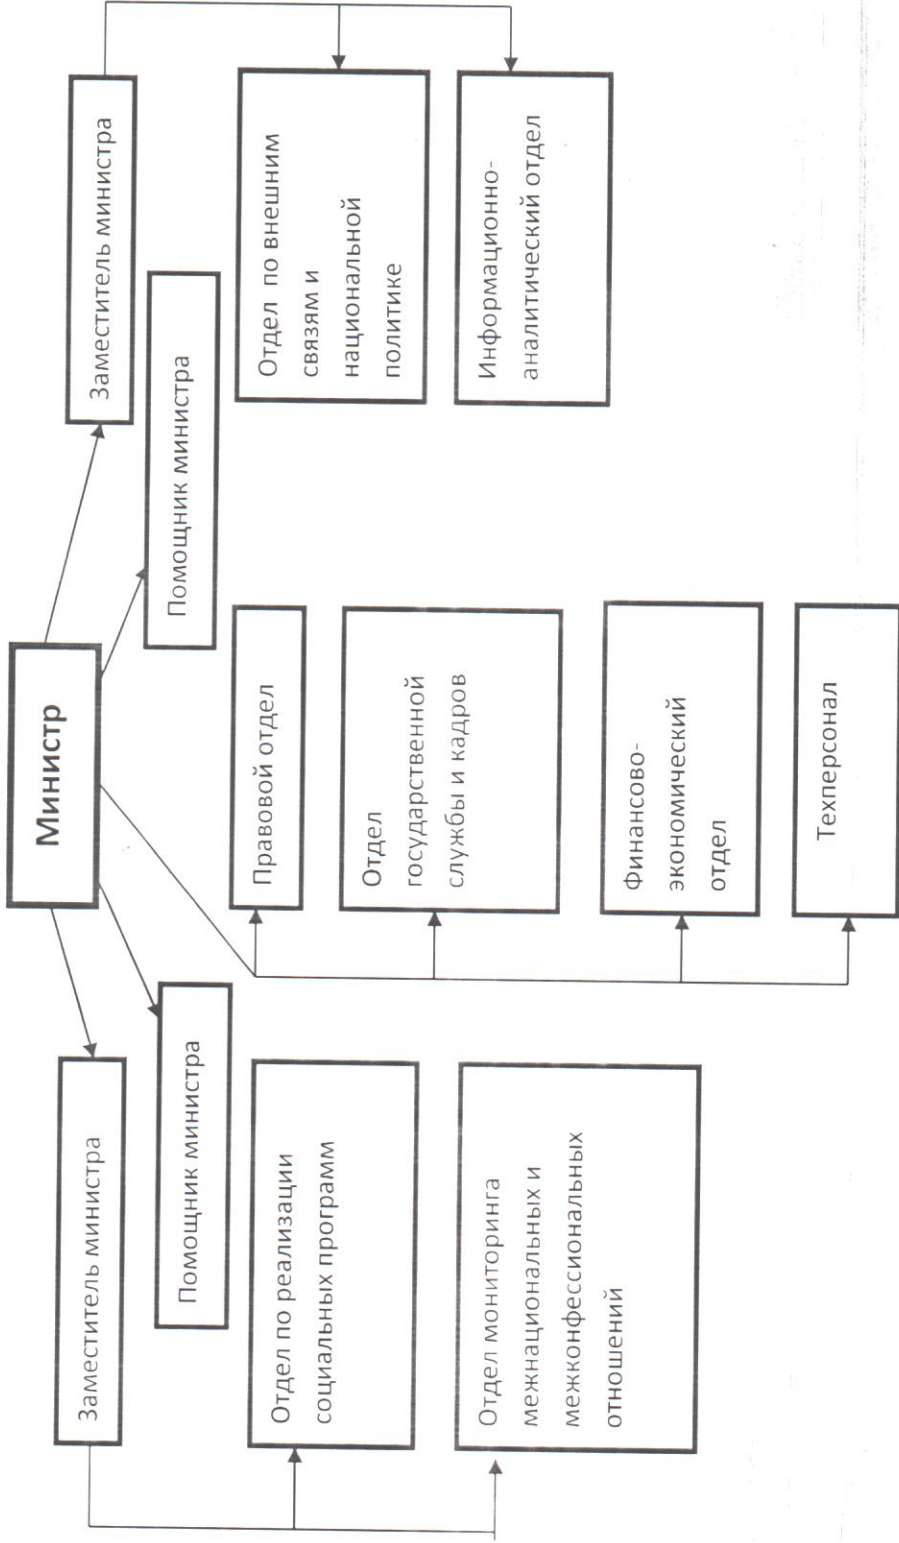 Министр
Заместитель министра
Помощник министра
Помощник министра
Заместитель министра
Отдел по реализации
социальных программ
Отдел мониторинга
межнациональных и
межконфессиональных
отношений
Правовой отдел
Отдел
государственной
службы и кадров
Финансово-
экономический
отдел
Техперсонал
Отдел по внешним
связям и
национальной
политике
Информационно-
аналитический отдел